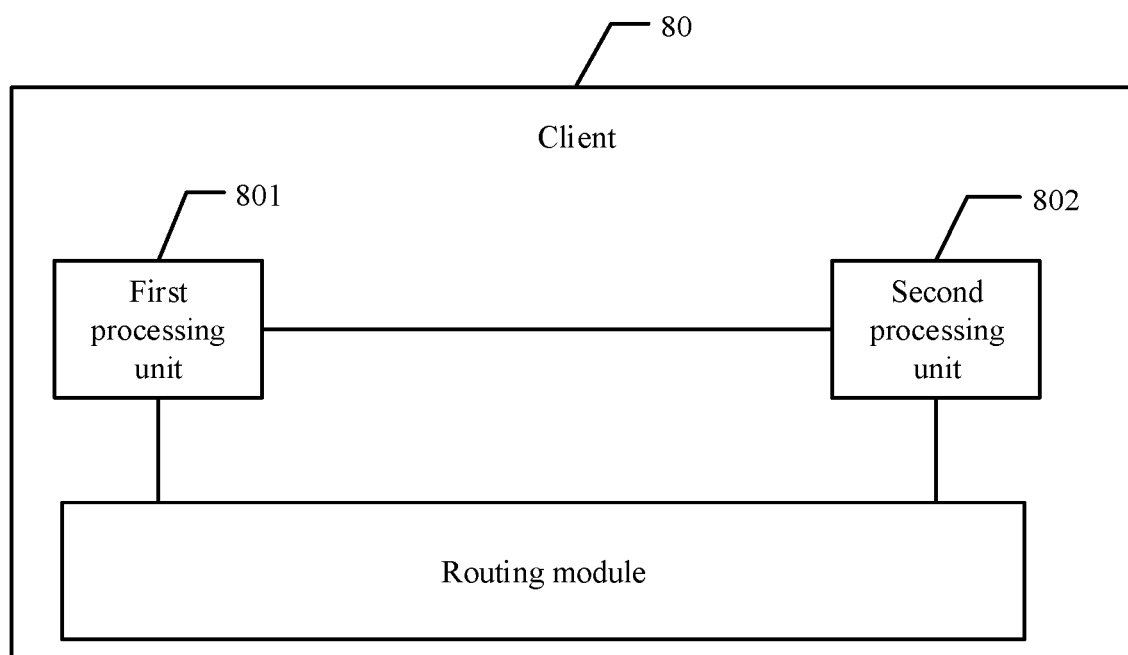 80
Client
801
802
First
processing
unit
Second
processing
unit
Routing module